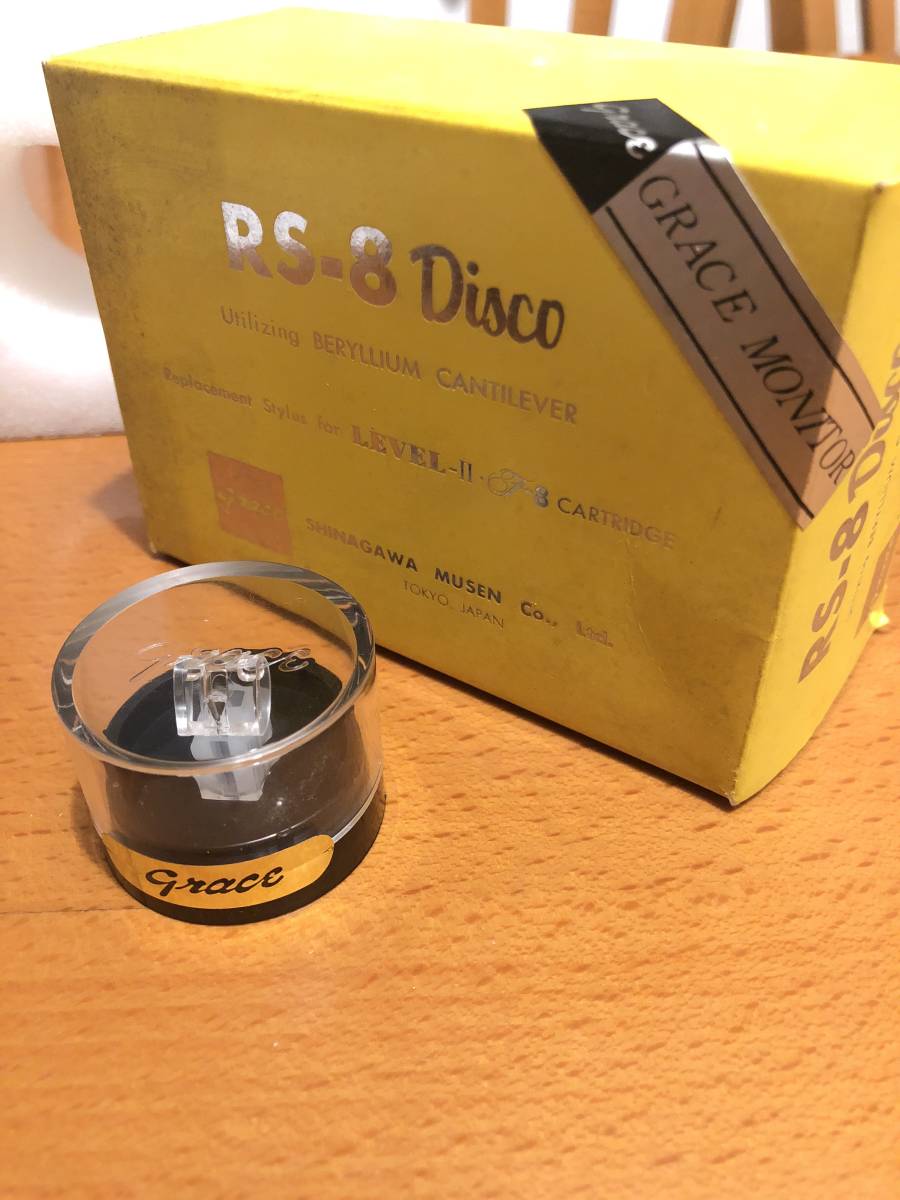 Grace
GRACE MONITOR
RS-8 Disco
Utilizing BERYLLIUM CANTILEVER
Replacement Stylus for LEVEL-II・F-8 CARTRIDGE
Grace
SHINAGAWA MUSEN Co., Ltd.
TOKYO, JAPAN
RS-8 Disco
Grace
Grace